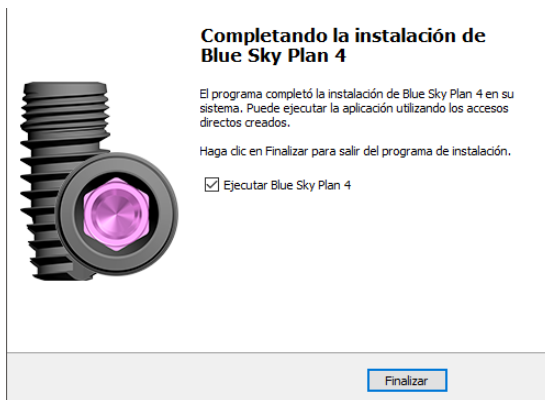 Completando la instalación de
Blue Sky Plan 4
El programa completó la instalación de Blue Sky Plan 4 en su
sistema. Puede ejecutar la aplicación utilizando los accesos
directos creados.
Haga clic en Finalizar para salir del programa de instalación.
Ejecutar Blue Sky Plan 4
Finalizar